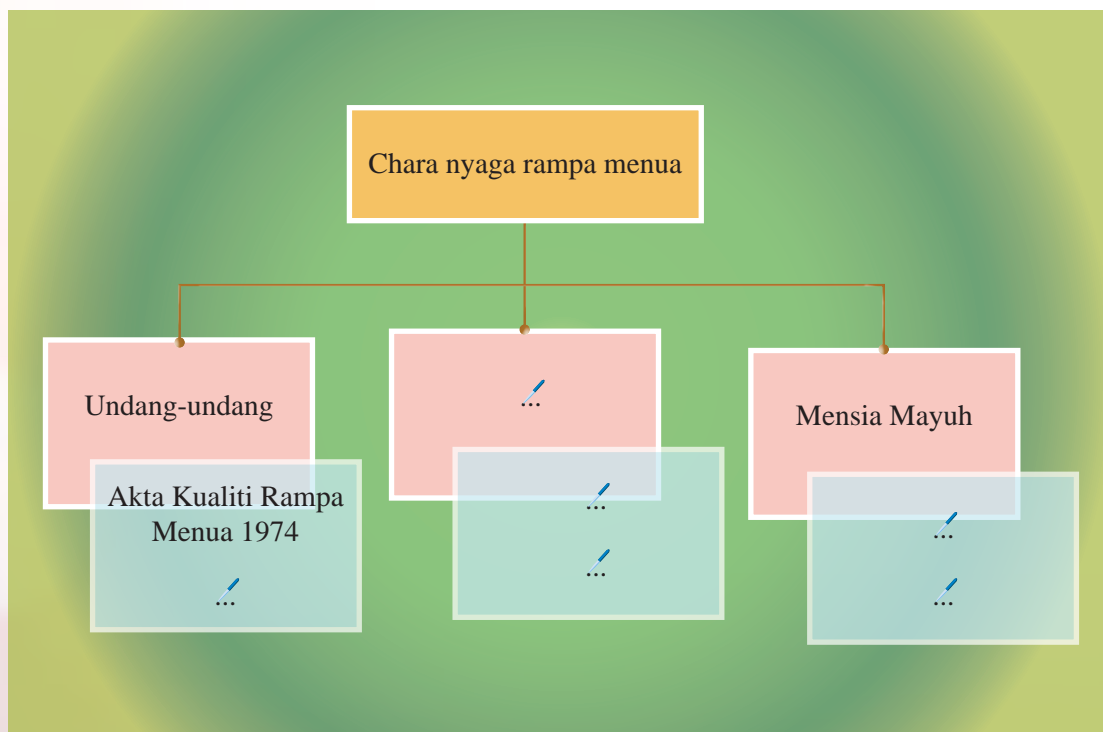 Chara nyaga rampa menua
Undang-undang
Akta Kualiti Rampa
Menua 1974
...
...
...
...
Mensia Mayuh
...
...